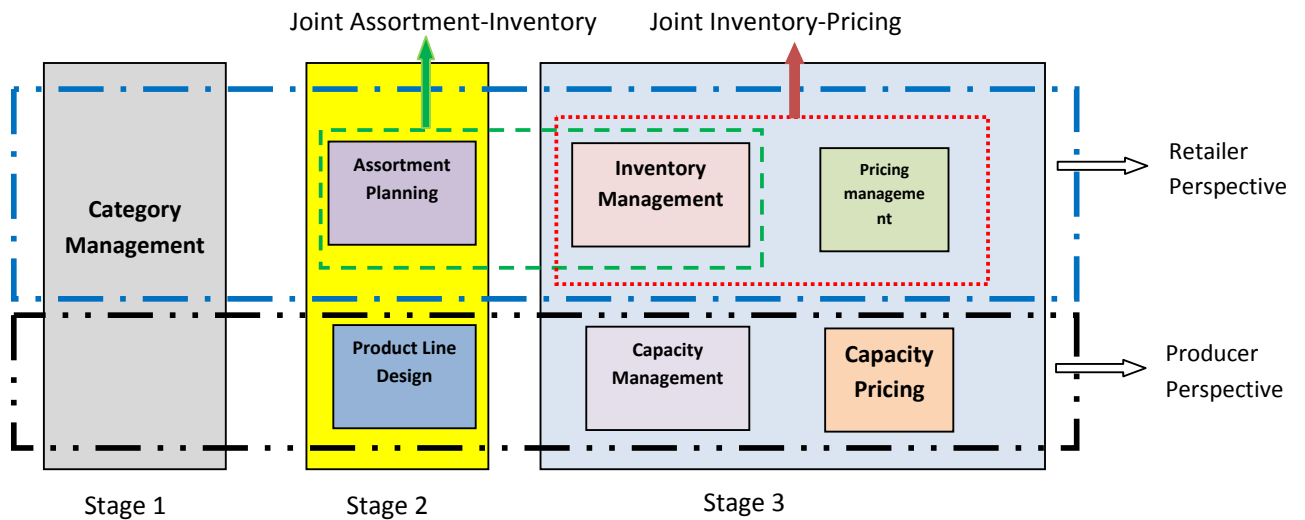 Joint Assortment-Inventory
Joint Inventory-Pricing
Category
Management
Assortment
Planning
Inventory
Management
Pricing
manageme
nt
Retailer
Perspective
Product Line
Design
Capacity
Management
Capacity
Pricing
Producer
Perspective
Stage 1
Stage 2
Stage 3